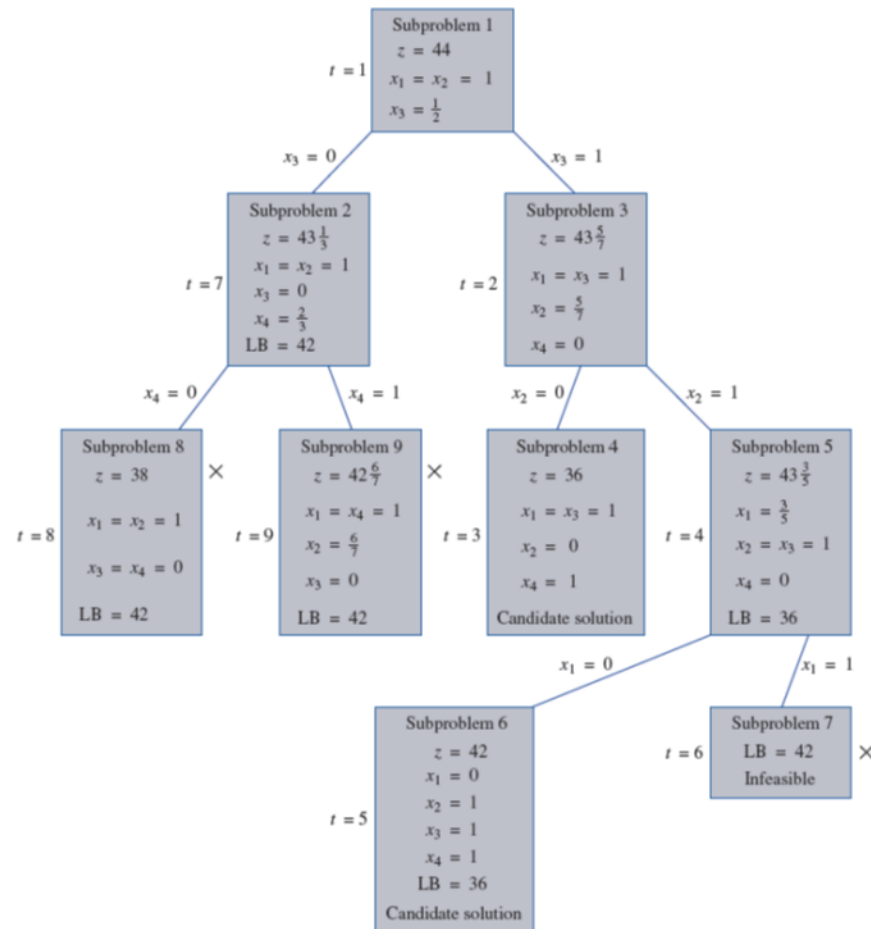 Subproblem 1
z = 44
t = 1
x₁ = x₂ = 1
x₃ = 1/2
x₃ = 0
x₃ = 1
Subproblem 2
z = 43 1/3
x₁ = x₂ = 1
t = 7
x₃ = 0
x₄ = 2/3
LB = 42
Subproblem 3
z = 43 5/7
x₁ = x₃ = 1
t = 2
x₂ = 5/7
x₄ = 0
x₄ = 0
x₄ = 1
x₂ = 0
x₂ = 1
Subproblem 8
z = 38
×
x₁ = x₂ = 1
t = 8
x₃ = x₄ = 0
LB = 42
Subproblem 9
z = 42 6/7
×
x₁ = x₄ = 1
t = 9
x₂ = 6/7
x₃ = 0
LB = 42
Subproblem 4
z = 36
x₁ = x₃ = 1
t = 3
x₂ = 0
x₄ = 1
Candidate solution
Subproblem 5
z = 43 3/5
x₁ = 3/5
t = 4
x₂ = x₃ = 1
x₄ = 0
LB = 36
x₁ = 0
x₁ = 1
Subproblem 6
z = 42
x₁ = 0
x₂ = 1
t = 5
x₃ = 1
x₄ = 1
LB = 36
Candidate solution
Subproblem 7
t = 6
LB = 42
×
Infeasible